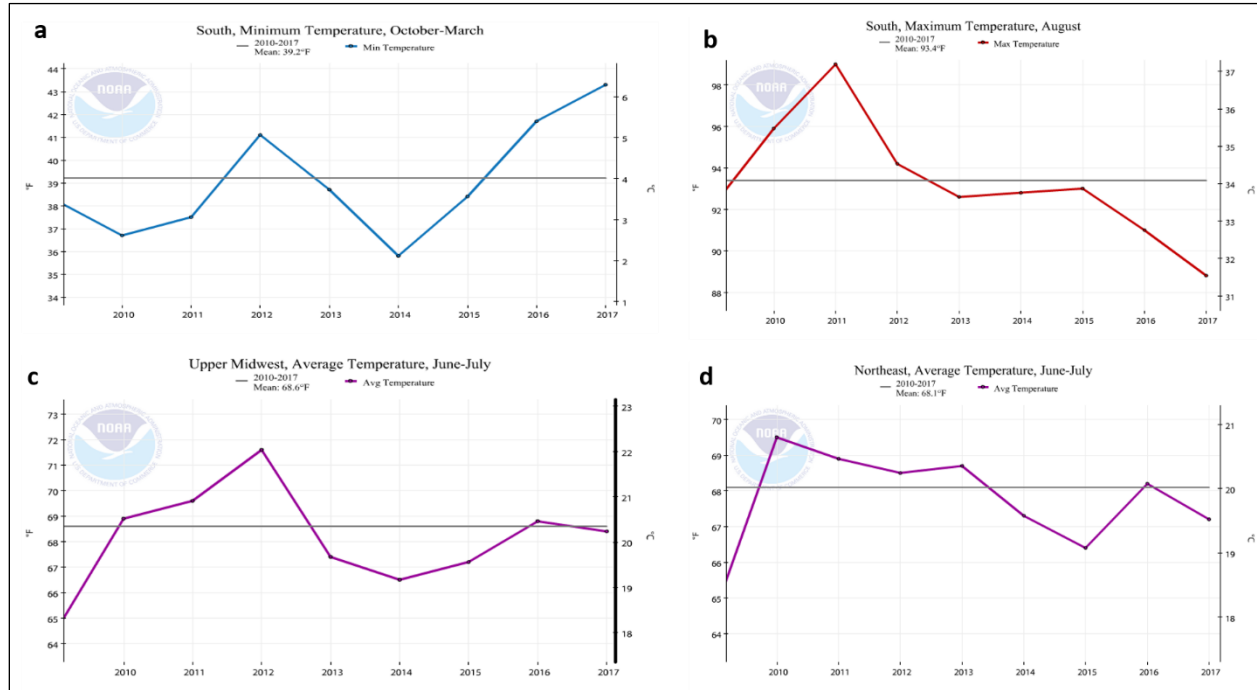 a
South, Minimum Temperature, October-March
2010-2017
Mean: 39.2°F
Min Temperature
44
43
42
41
40
39
38
37
36
35
34
°F
6
5
4
3
2
1
°C
2010 2011 2012 2013 2014 2015 2016 2017
NOAA
b
South, Maximum Temperature, August
2010-2017
Mean: 93.4°F
Max Temperature
98
96
94
92
90
88
°F
37
36
35
34
33
32
31
°C
2010 2011 2012 2013 2014 2015 2016 2017
NOAA
c
Upper Midwest, Average Temperature, June-July
2010-2017
Mean: 68.6°F
Avg Temperature
73
72
71
70
69
68
67
66
65
64
°F
23
22
21
20
19
18
°C
2010 2011 2012 2013 2014 2015 2016 2017
NOAA
d
Northeast, Average Temperature, June-July
2010-2017
Mean: 68.1°F
Avg Temperature
70
69
68
67
66
65
64
°F
21
20
19
18
°C
2010 2011 2012 2013 2014 2015 2016 2017
NOAA